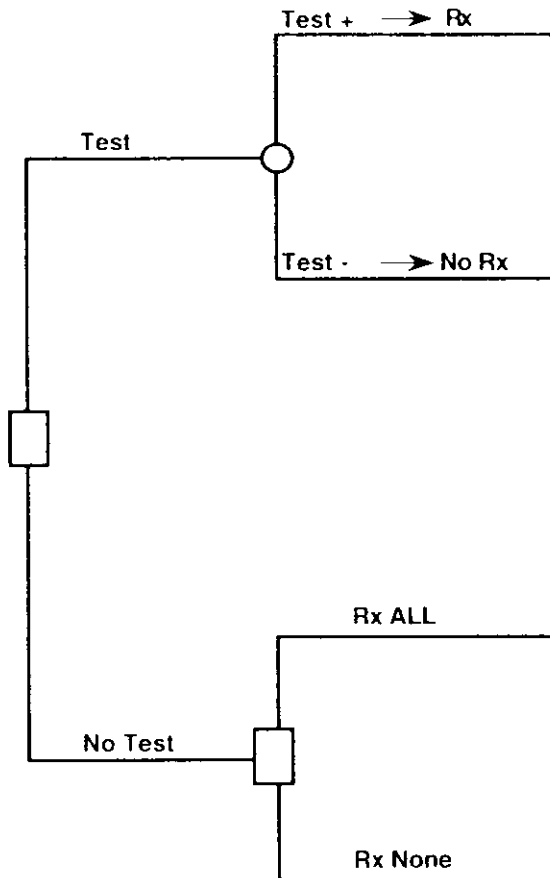 Test + → Rx
Test
Test - → No Rx
Rx ALL
No Test
Rx None